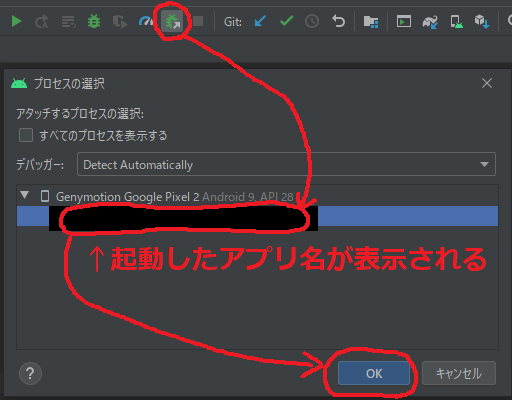 Git:
プロセスの選択
アタッチするプロセスの選択:
すべてのプロセスを表示する
デバッガー: Detect Automatically
Genymotion Google Pixel 2 Android 9, API 28
↑起動したアプリ名が表示される
? OK キャンセル